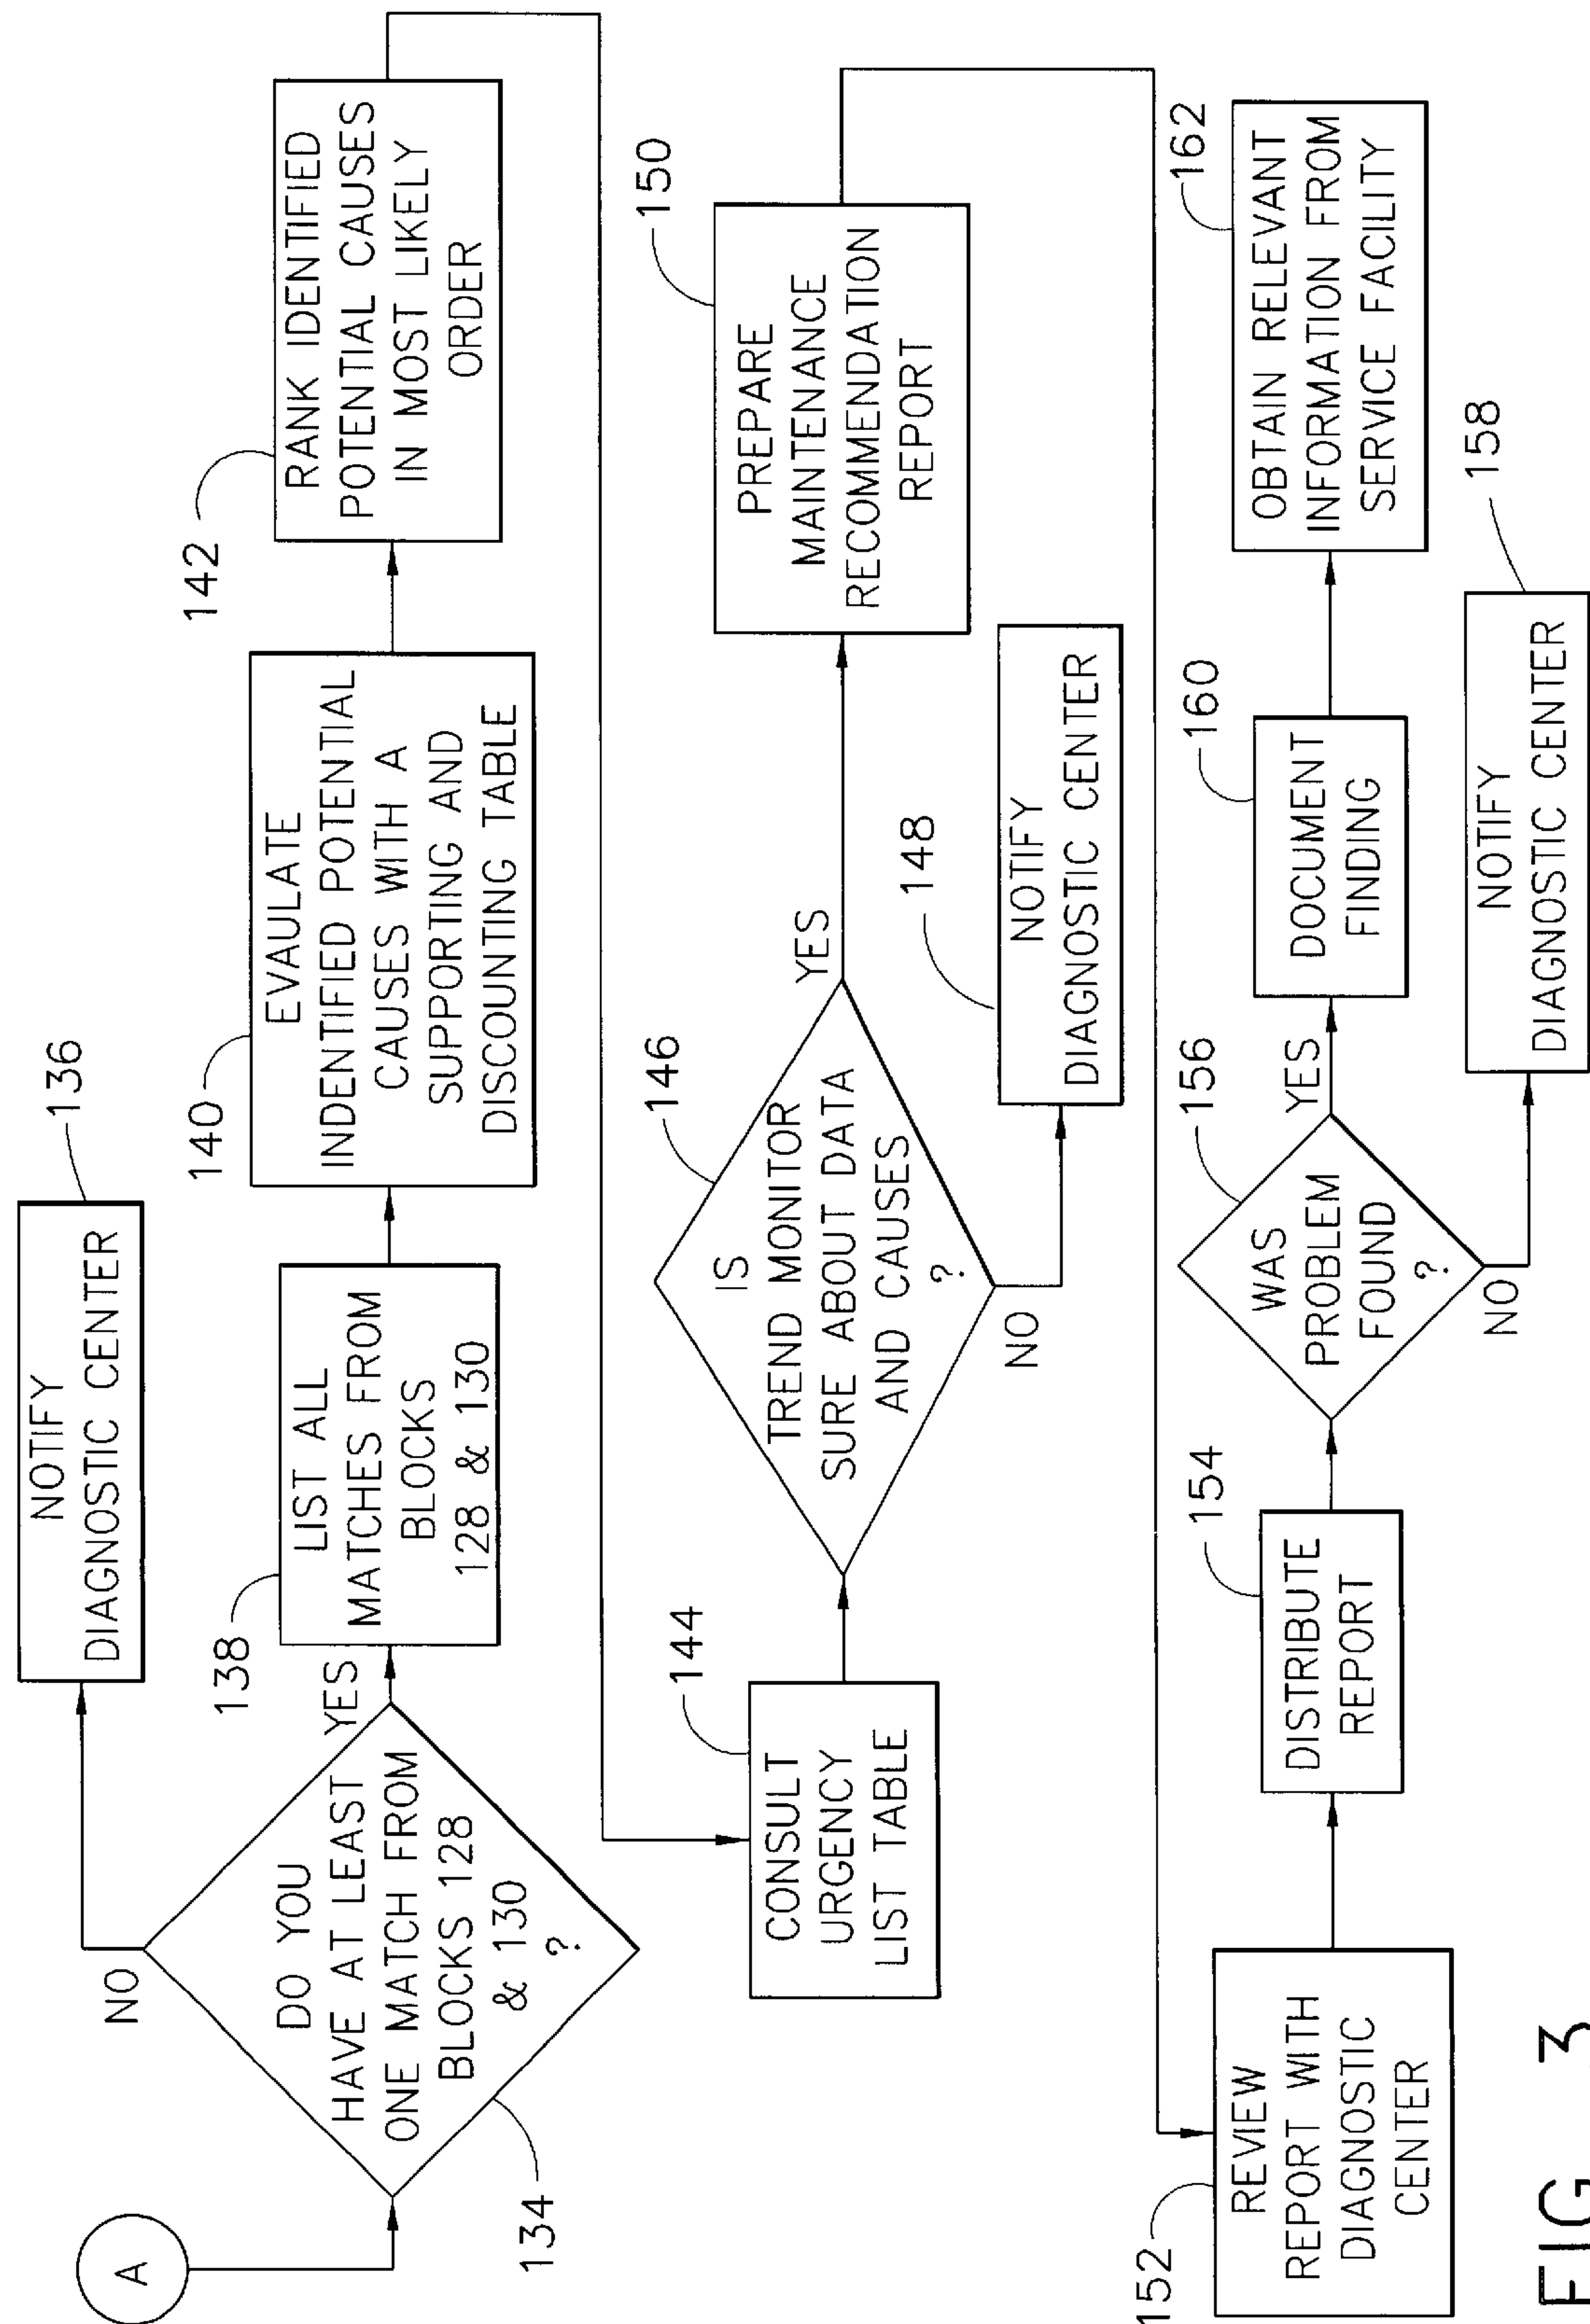 A
134
DO YOU
HAVE AT LEAST
ONE MATCH FROM
BLOCKS 128
& 130
?
NO
136
NOTIFY
DIAGNOSTIC CENTER
YES
138
LIST ALL
MATCHES FROM
BLOCKS
128 & 130
140
EVAULATE
INDENTIFIED POTENTIAL
CAUSES WITH A
SUPPORTING AND
DISCOUNTING TABLE
142
RANK IDENTIFIED
POTENTIAL CAUSES
IN MOST LIKELY
ORDER
144
CONSULT
URGENCY
LIST TABLE
146
IS
TREND MONITOR
SURE ABOUT DATA
AND CAUSES
?
NO
148
NOTIFY
DIAGNOSTIC CENTER
YES
150
PREPARE
MAINTENANCE
RECOMMENDATION
REPORT
152
REVIEW
REPORT WITH
DIAGNOSTIC
CENTER
154
DISTRIBUTE
REPORT
156
WAS
PROBLEM
FOUND
?
NO
158
NOTIFY
DIAGNOSTIC CENTER
YES
160
DOCUMENT
FINDING
162
OBTAIN RELEVANT
INFORMATION FROM
SERVICE FACILITY
FIG 3